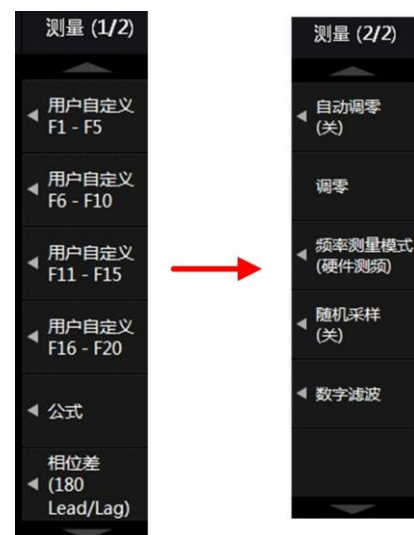 测量 (1/2)
用户自定义
F1 - F5
用户自定义
F6 - F10
用户自定义
F11 - F15
用户自定义
F16 - F20
公式
相位差
(180
Lead/Lag)
测量 (2/2)
自动调零
(关)
调零
频率测量模式
(硬件测频)
随机采样
(关)
数字滤波